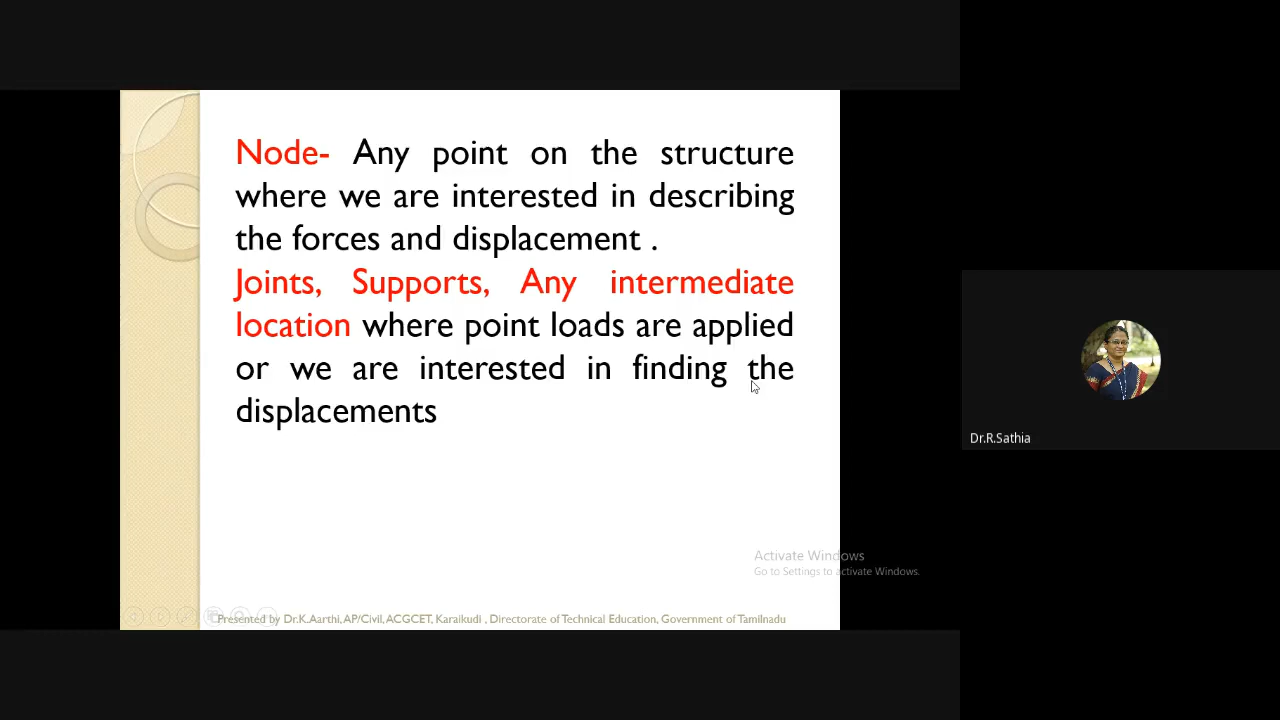 Node- Any point on the structure
where we are interested in describing
the forces and displacement .
Joints, Supports, Any intermediate
location where point loads are applied
or we are interested in finding the
displacements
Dr.R.Sathia
Activate Windows
Go to Settings to activate Windows.
Presented by Dr.K.Aarthi, AP/Civil, ACGCET, Karaikudi , Directorate of Technical Education, Government of Tamilnadu